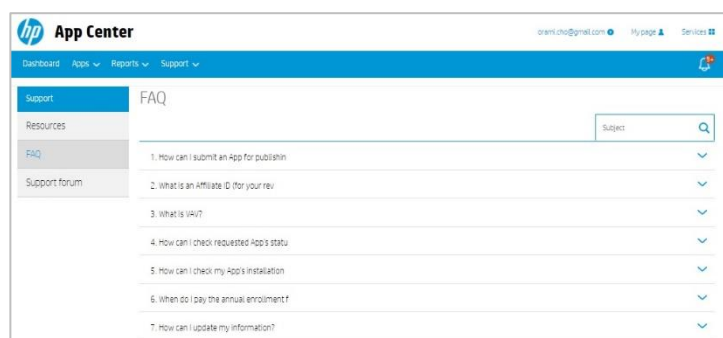 hp App Center
orami.cho@gmail.com My page Services
Dashboard Apps Reports Support
Support
Resources
FAQ
Support forum
FAQ
Subject
1. How can I submit an App for publishin
2. What is an Affiliate ID (for your rev
3. What is VAV?
4. How can I check requested App's statu
5. How can I check my App's installation
6. When do I pay the annual enrollment f
7. How can I update my information?